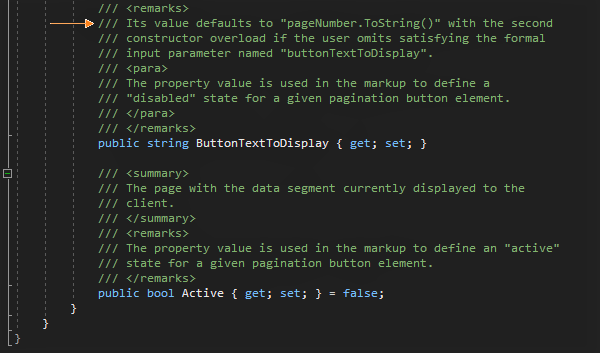 /// <remarks>
/// Its value defaults to "pageNumber.ToString()" with the second
/// constructor overload if the user omits satisfying the formal
/// input parameter named "buttonTextToDisplay".
/// <para>
/// The property value is used in the markup to define a
/// "disabled" state for a given pagination button element.
/// </para>
/// </remarks>
public string ButtonTextToDisplay { get; set; }
/// <summary>
/// The page with the data segment currently displayed to the
/// client.
/// </summary>
/// <remarks>
/// The property value is used in the markup to define an "active"
/// state for a given pagination button element.
/// </remarks>
public bool Active { get; set; } = false;
}
}
}